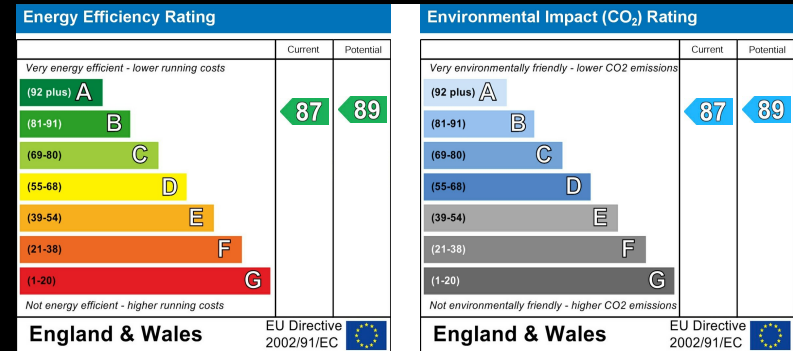 Energy Efficiency Rating
Current Potential
Very energy efficient - lower running costs
(92 plus) A
(81-91) B
(69-80) C
(55-68) D
(39-54) E
(21-38) F
(1-20) G
87 89
Not energy efficient - higher running costs
England & Wales
EU Directive
2002/91/EC
Environmental Impact (CO₂) Rating
Current Potential
Very environmentally friendly - lower CO2 emissions
(92 plus) A
(81-91) B
(69-80) C
(55-68) D
(39-54) E
(21-38) F
(1-20) G
87 89
Not environmentally friendly - higher CO2 emissions
England & Wales
EU Directive
2002/91/EC